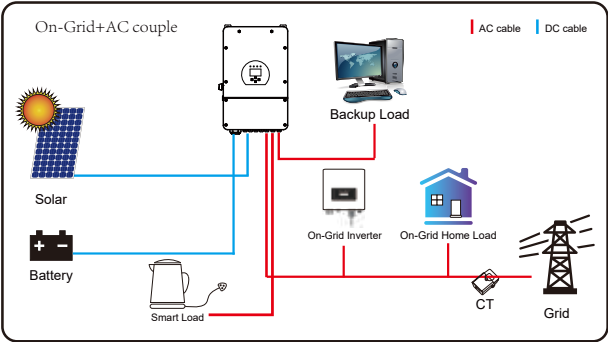 On-Grid+AC couple
AC cable
DC cable
Backup Load
Solar
On-Grid Inverter
On-Grid Home Load
Battery
Smart Load
CT
Grid